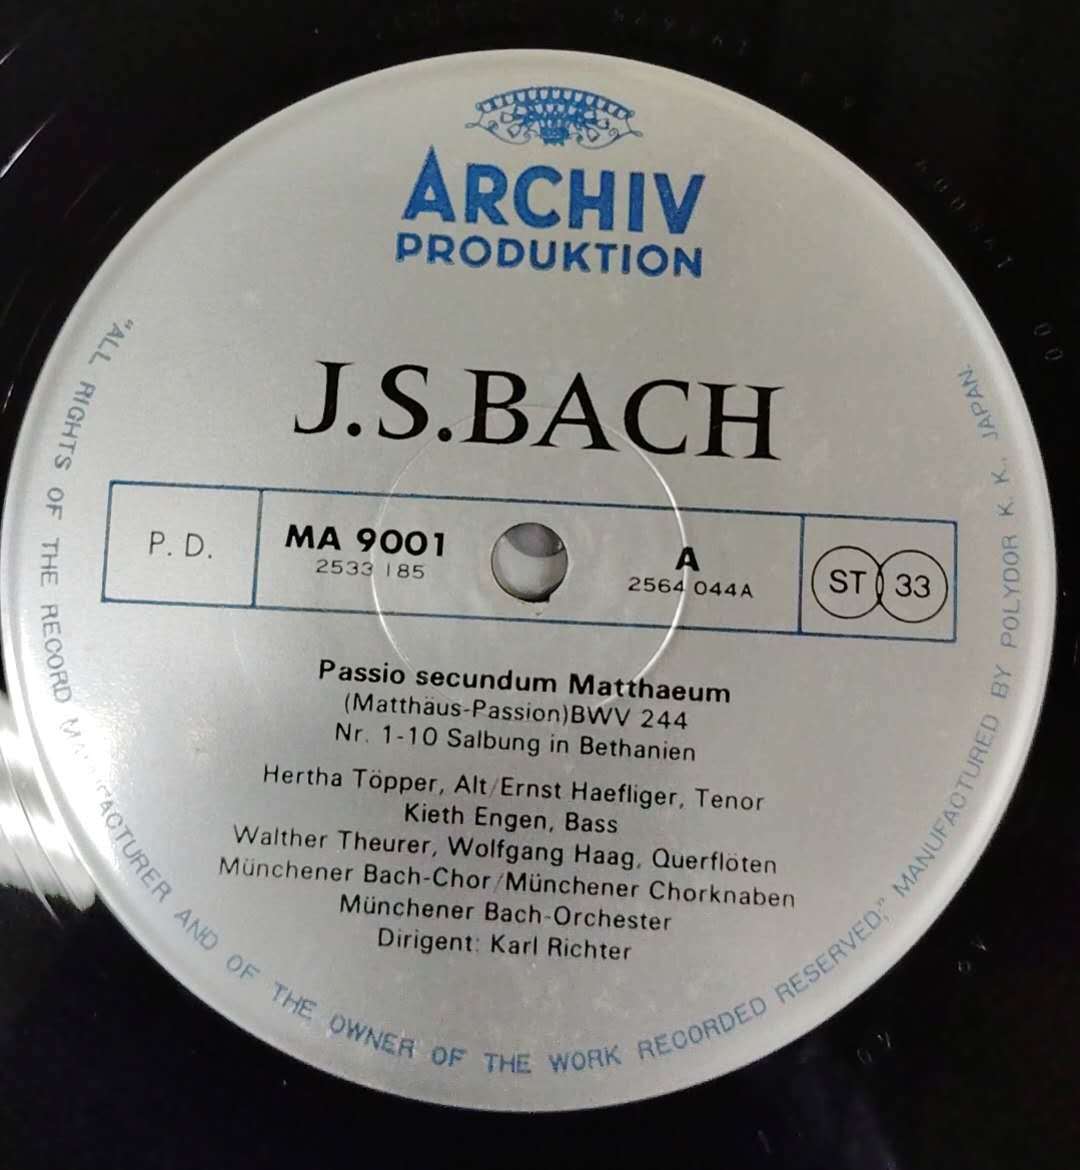 ARCHIV
PRODUKTION
J.S.BACH
P. D.
MA 9001
2533 185
A
2564 044A
ST 33
Passio secundum Matthaeum
(Matthäus-Passion)BWV 244
Nr. 1-10 Salbung in Bethanien
Hertha Töpper, Alt/Ernst Haefliger, Tenor
Kieth Engen, Bass
Walther Theurer, Wolfgang Haag, Querflöten
Münchener Bach-Chor/Münchener Chorknaben
Münchener Bach-Orchester
Dirigent: Karl Richter
"ALL RIGHTS OF THE RECORD MANUFACTURER AND OF THE OWNER OF THE WORK RECORDED RESERVED," MANUFACTURED BY POLYDOR K. K., JAPAN.